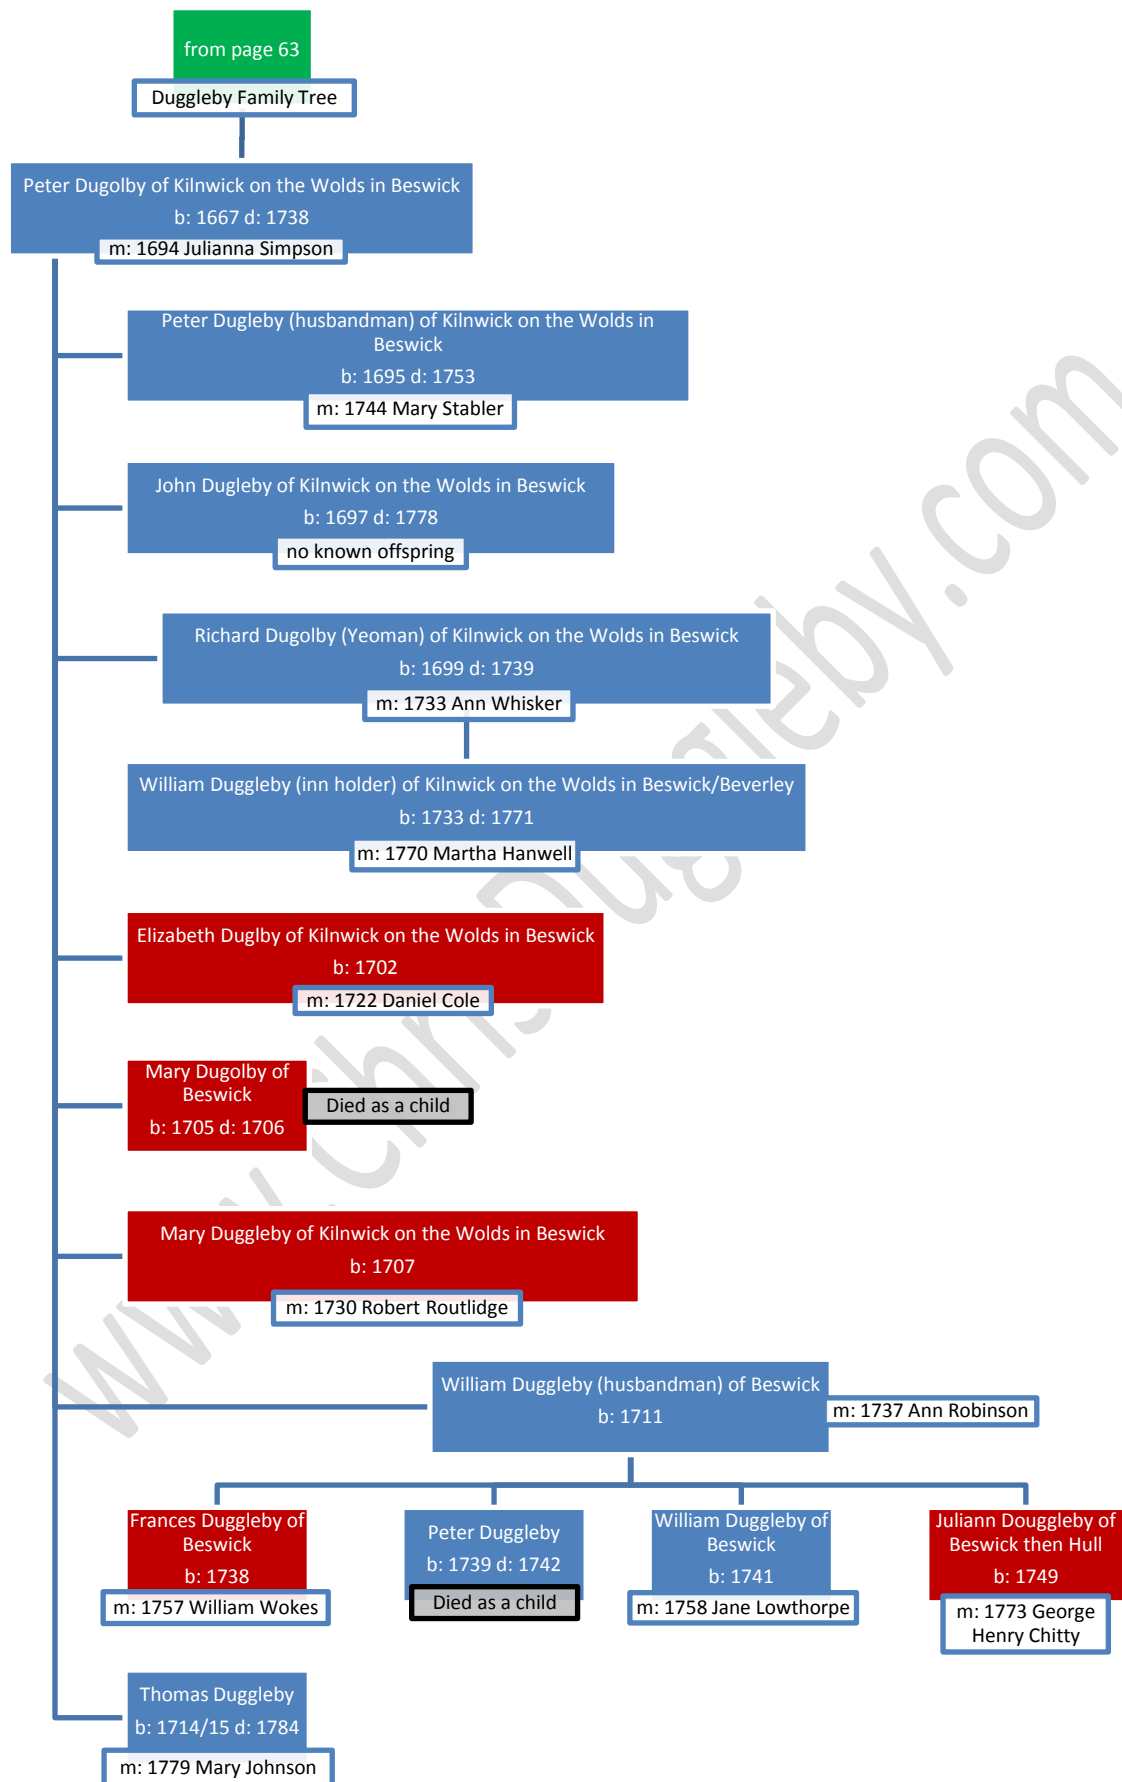 from page 63
Duggleby Family Tree
Peter Dugolby of Kilnwick on the Wolds in Beswick
b: 1667 d: 1738
m: 1694 Julianna Simpson
Peter Dugleby (husbandman) of Kilnwick on the Wolds in
Beswick
b: 1695 d: 1753
m: 1744 Mary Stabler
John Dugleby of Kilnwick on the Wolds in Beswick
b: 1697 d: 1778
no known offspring
Richard Dugolby (Yeoman) of Kilnwick on the Wolds in Beswick
b: 1699 d: 1739
m: 1733 Ann Whisker
William Duggleby (inn holder) of Kilnwick on the Wolds in Beswick/Beverley
b: 1733 d: 1771
m: 1770 Martha Hanwell
Elizabeth Duglby of Kilnwick on the Wolds in Beswick
b: 1702
m: 1722 Daniel Cole
Mary Dugolby of
Beswick
b: 1705 d: 1706
Died as a child
Mary Duggleby of Kilnwick on the Wolds in Beswick
b: 1707
m: 1730 Robert Routlidge
William Duggleby (husbandman) of Beswick
b: 1711
m: 1737 Ann Robinson
Frances Duggleby of
Beswick
b: 1738
m: 1757 William Wokes
Peter Duggleby
b: 1739 d: 1742
Died as a child
William Duggleby of
Beswick
b: 1741
m: 1758 Jane Lowthorpe
Juliann Douggleby of
Beswick then Hull
b: 1749
m: 1773 George
Henry Chitty
Thomas Duggleby
b: 1714/15 d: 1784
m: 1779 Mary Johnson
www.chrisDuggleby.com